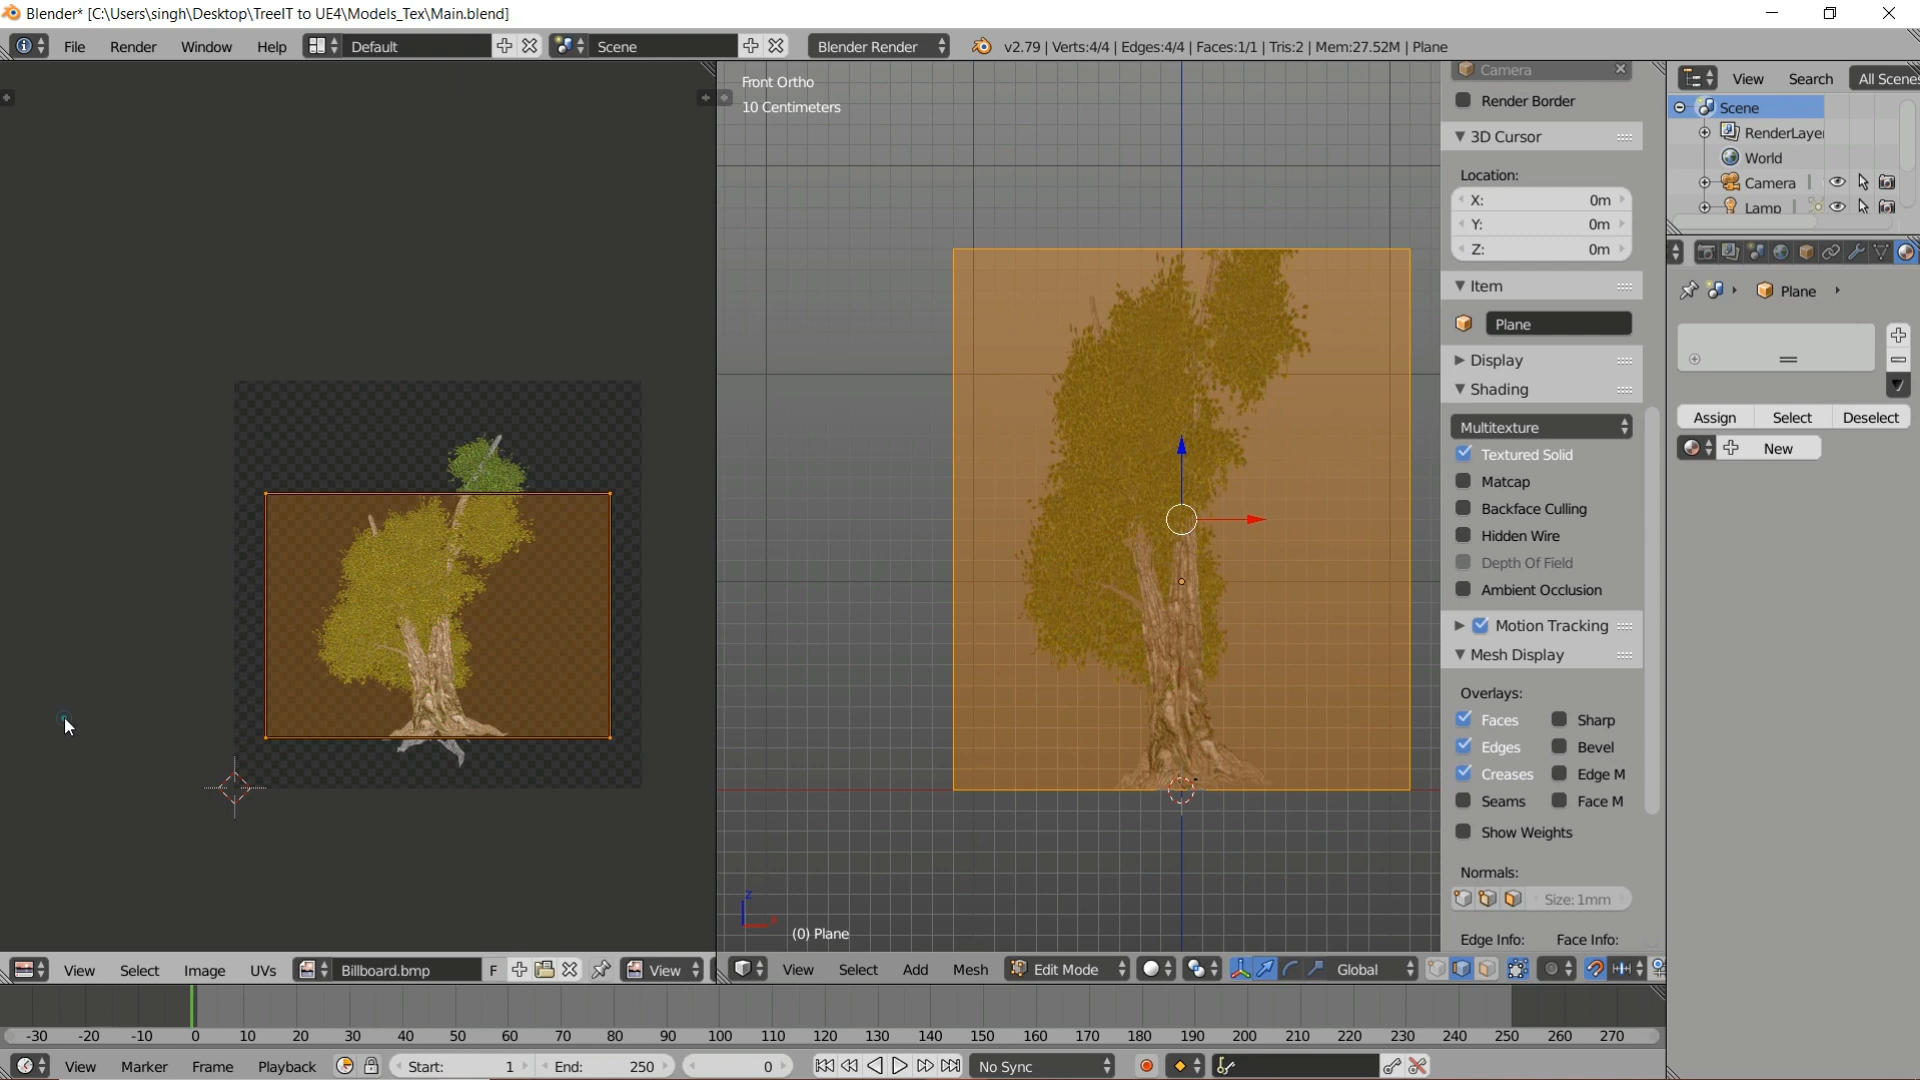 Blender* [C:\Users\singh\Desktop\TreeIT to UE4\Models_Tex\Main.blend]
File Render Window Help Default Scene Blender Render v2.79 | Verts:4/4 | Edges:4/4 | Faces:1/1 | Tris:2 | Mem:27.52M | Plane
Front Ortho
10 Centimeters
Camera
Render Border
3D Cursor
Location:
X: 0m
Y: 0m
Z: 0m
Item
Plane
Display
Shading
Multitexture
Textured Solid
Matcap
Backface Culling
Hidden Wire
Depth Of Field
Ambient Occlusion
Motion Tracking
Mesh Display
Overlays:
Faces Sharp
Edges Bevel
Creases Edge M
Seams Face M
Show Weights
Normals:
Size: 1mm
Edge Info: Face Info:
View Search All Scenes
Scene
RenderLayer
World
Camera
Lamp
Plane
Assign Select Deselect
New
z
x
(0) Plane
View Select Image UVs Billboard.bmp F View
View Select Add Mesh Edit Mode Global
-30 -20 -10 0 10 20 30 40 50 60 70 80 90 100 110 120 130 140 150 160 170 180 190 200 210 220 230 240 250 260 270
View Marker Frame Playback Start: 1 End: 250 0 No Sync